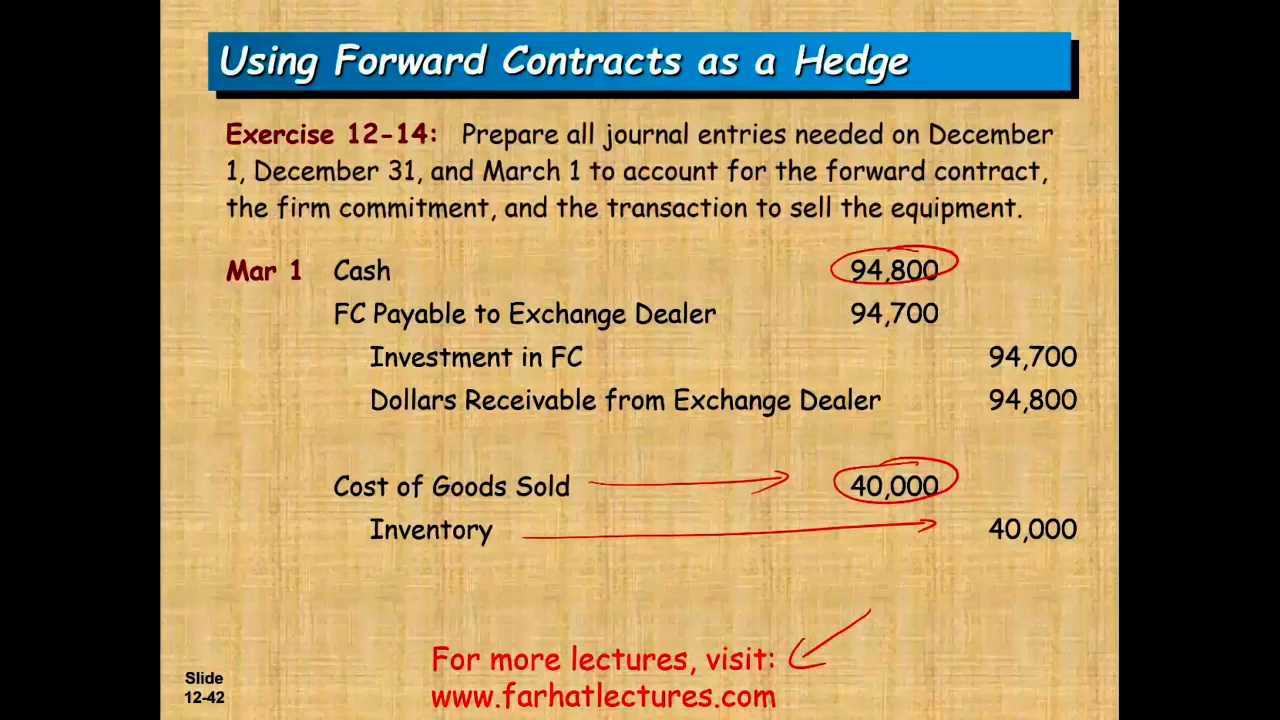 Using Forward Contracts as a Hedge
Exercise 12-14: Prepare all journal entries needed on December
1, December 31, and March 1 to account for the forward contract,
the firm commitment, and the transaction to sell the equipment.
Mar 1 Cash 94,800
FC Payable to Exchange Dealer 94,700
Investment in FC 94,700
Dollars Receivable from Exchange Dealer 94,800
Cost of Goods Sold 40,000
Inventory 40,000
For more lectures, visit:
www.farhatlectures.com
Slide
12-42